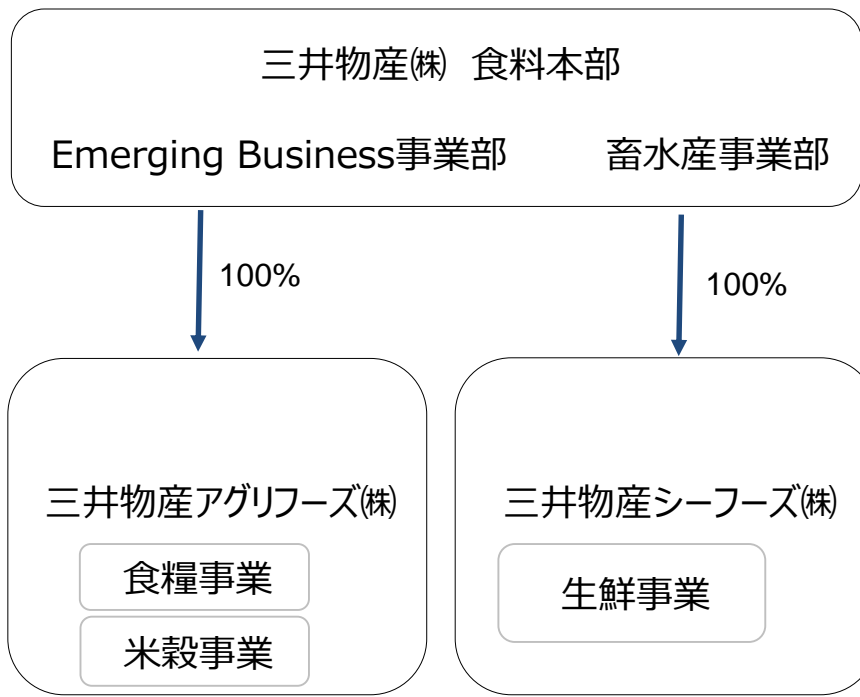 三井物産㈱ 食料本部
Emerging Business事業部 畜水産事業部
100%
100%
三井物産アグリフーズ㈱
食糧事業
米穀事業
三井物産シーフーズ㈱
生鮮事業